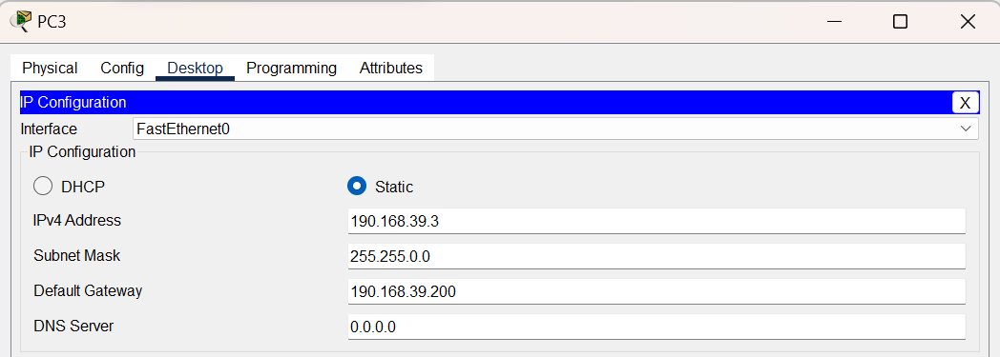 PC3
Physical Config Desktop Programming Attributes
IP Configuration X
Interface FastEthernet0
IP Configuration
DHCP Static
IPv4 Address 190.168.39.3
Subnet Mask 255.255.0.0
Default Gateway 190.168.39.200
DNS Server 0.0.0.0